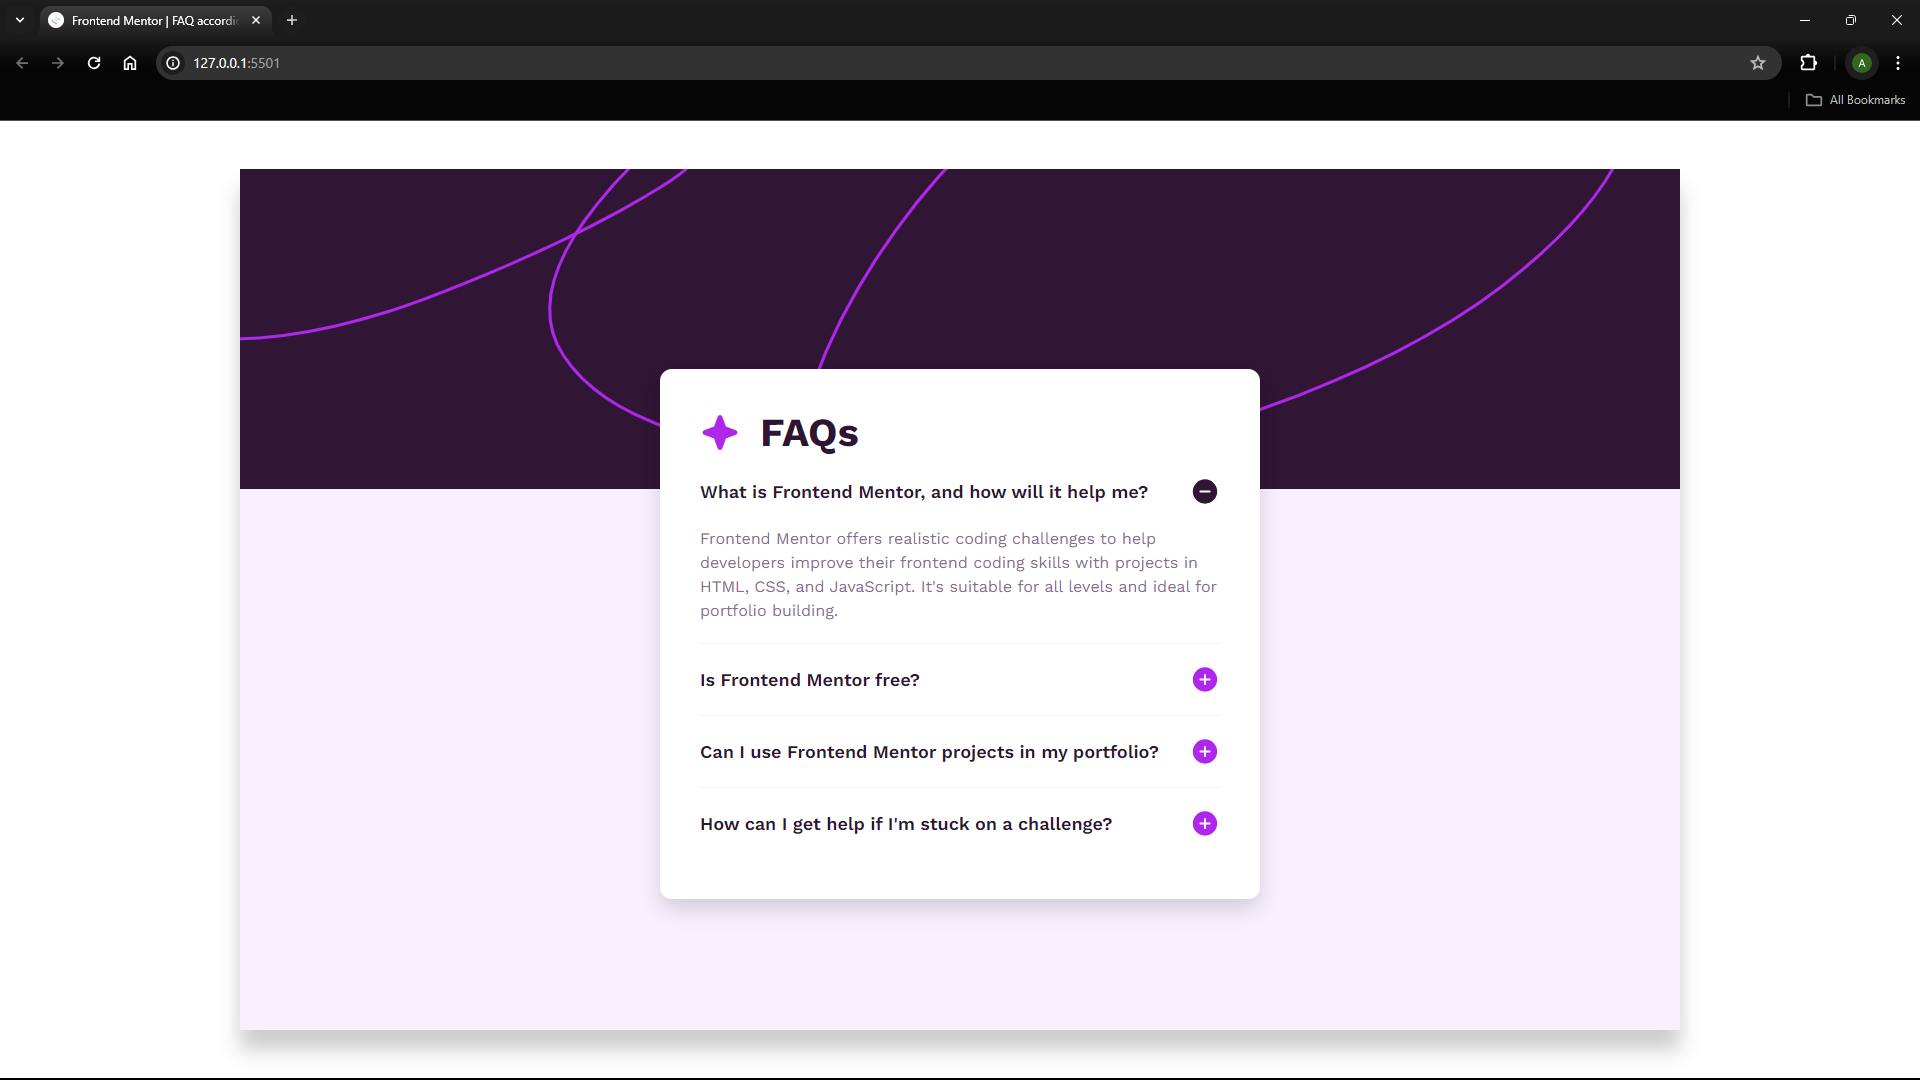 Frontend Mentor | FAQ accordi
127.0.0.1:5501
A
All Bookmarks
FAQs
What is Frontend Mentor, and how will it help me?
Frontend Mentor offers realistic coding challenges to help
developers improve their frontend coding skills with projects in
HTML, CSS, and JavaScript. It's suitable for all levels and ideal for
portfolio building.
Is Frontend Mentor free?
Can I use Frontend Mentor projects in my portfolio?
How can I get help if I'm stuck on a challenge?